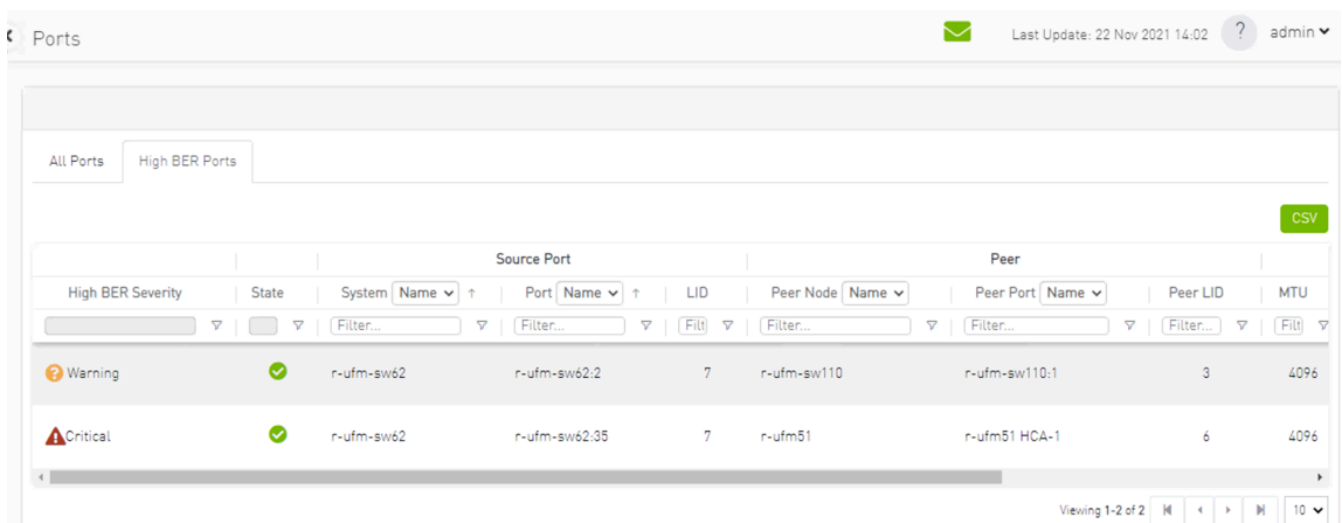 Ports Last Update: 22 Nov 2021 14:02 ? admin
All Ports High BER Ports
CSV
Source Port Peer
High BER Severity State System Name ↑ Port Name ↑ LID Peer Node Name Peer Port Name Peer LID MTU
Filter... Filter... Filt Filter... Filter... Filter... Filt
Warning r-ufm-sw62 r-ufm-sw62:2 7 r-ufm-sw110 r-ufm-sw110:1 3 4096
Critical r-ufm-sw62 r-ufm-sw62:35 7 r-ufm51 r-ufm51 HCA-1 6 4096
Viewing 1-2 of 2 10